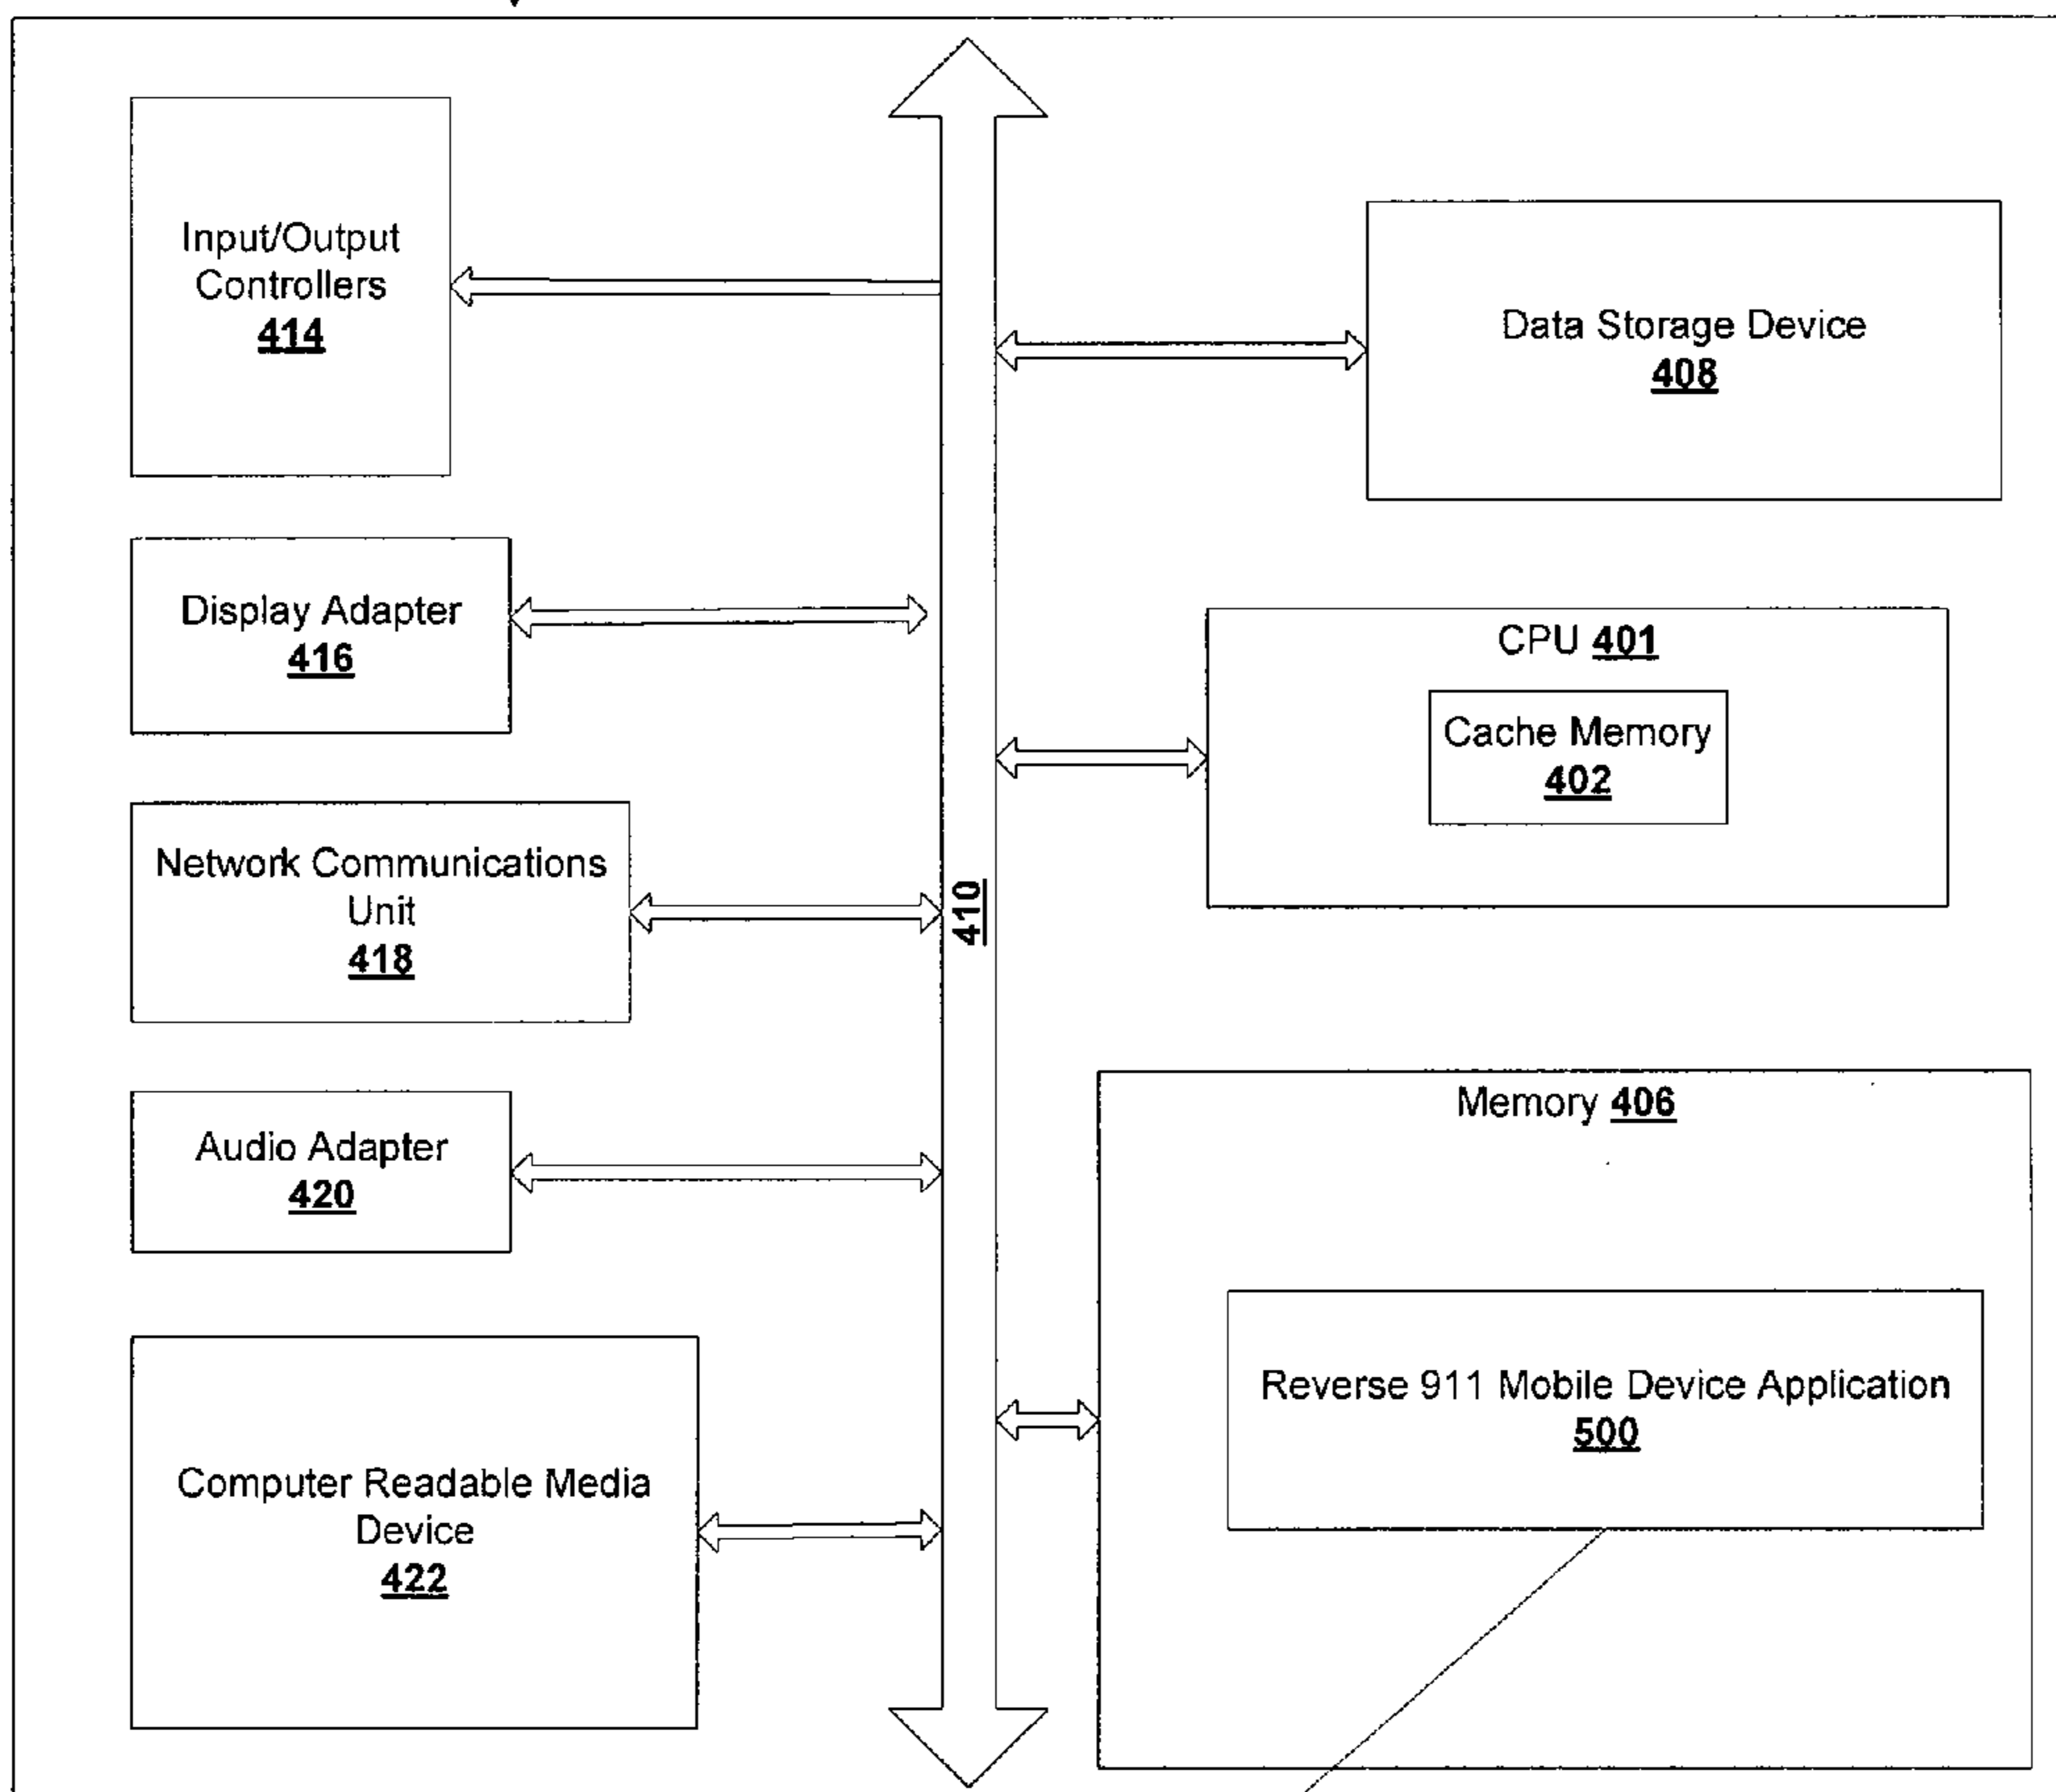 Input/Output
Controllers
414
Display Adapter
416
Network Communications
Unit
418
Audio Adapter
420
Computer Readable Media
Device
422
410
Data Storage Device
408
CPU 401
Cache Memory
402
Memory 406
Reverse 911 Mobile Device Application
500